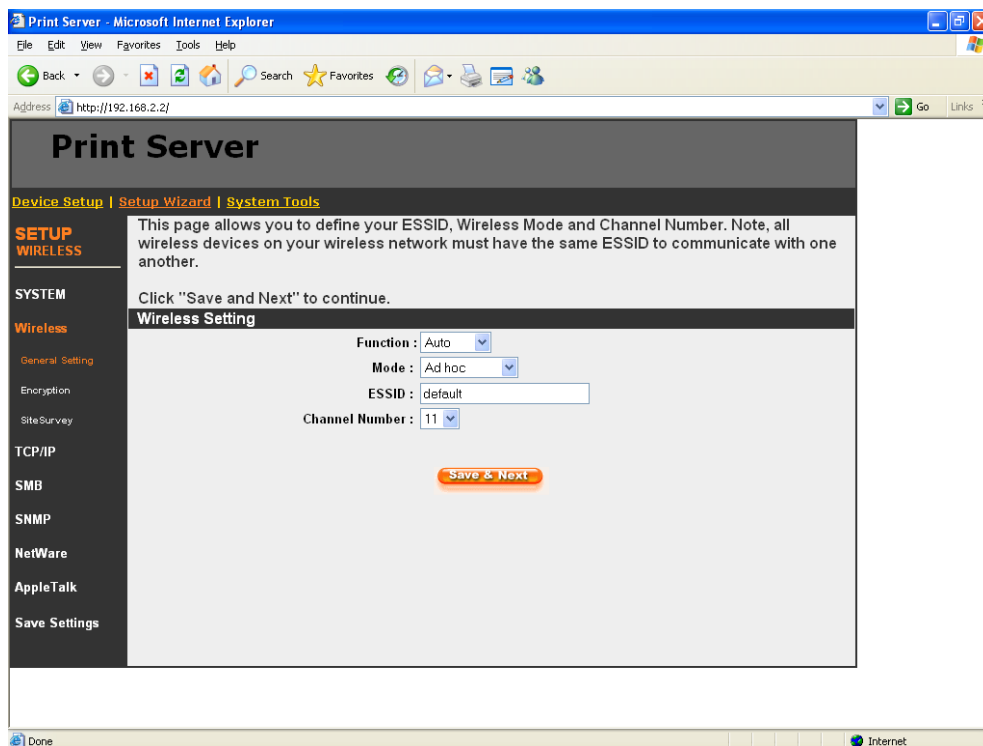 Print Server - Microsoft Internet Explorer
File Edit View Favorites Tools Help
Back Search Favorites
Address http://192.168.2.2/ Go Links
Print Server
Device Setup | Setup Wizard | System Tools
SETUP
WIRELESS
SYSTEM
Wireless
General Setting
Encryption
SiteSurvey
TCP/IP
SMB
SNMP
NetWare
AppleTalk
Save Settings
This page allows you to define your ESSID, Wireless Mode and Channel Number. Note, all
wireless devices on your wireless network must have the same ESSID to communicate with one
another.
Click "Save and Next" to continue.
Wireless Setting
Function : Auto
Mode : Ad hoc
ESSID : default
Channel Number : 11
Save & Next
Done Internet